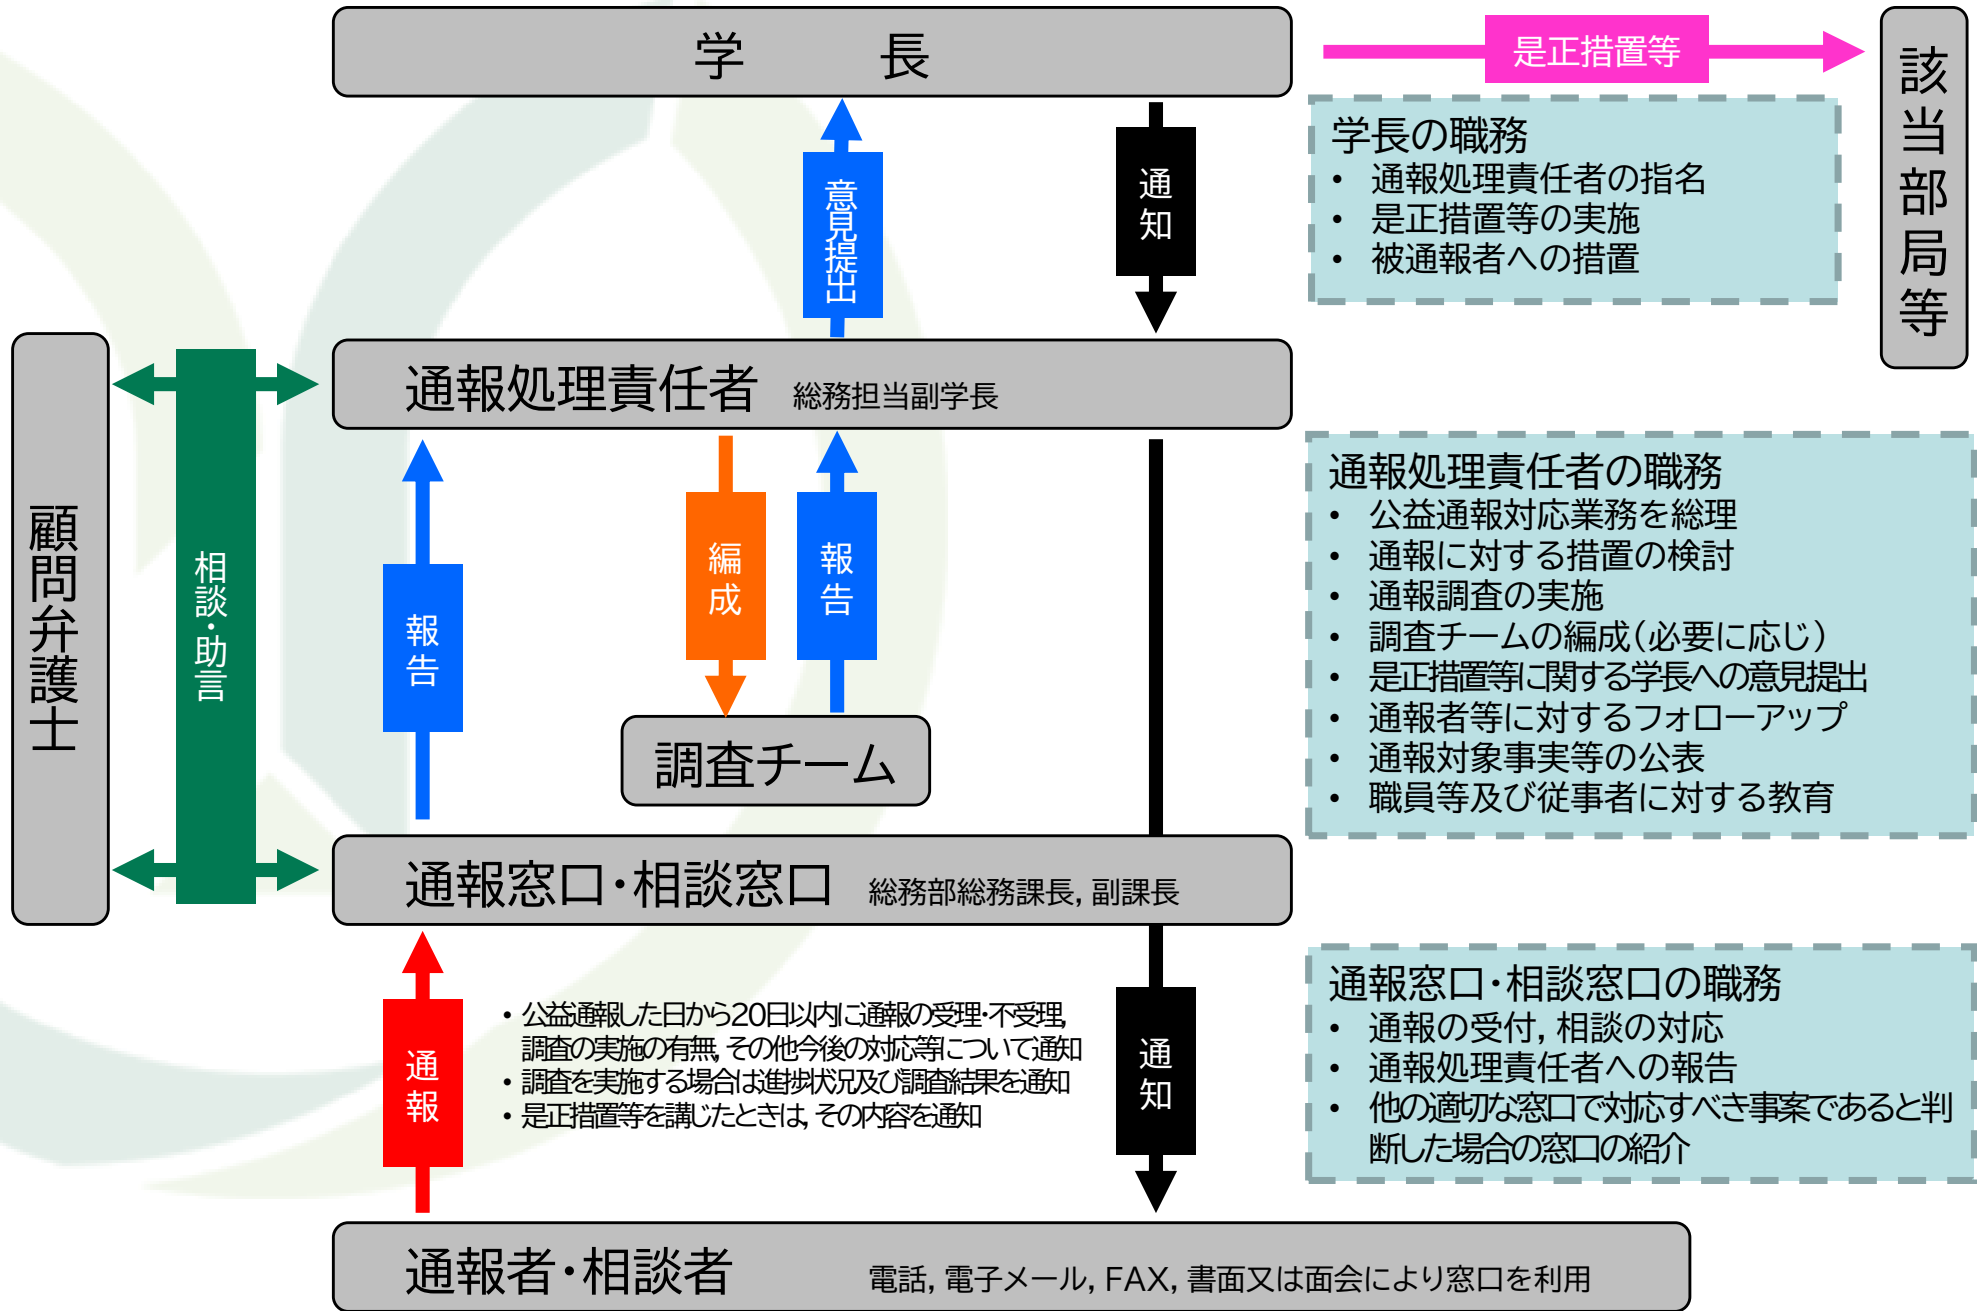 学　長
是正措置等
該当部局等
学長の職務
• 通報処理責任者の指名
• 是正措置等の実施
• 被通報者への措置
意見提出
通知
通報処理責任者　総務担当副学長
顧問弁護士
相談・助言
報告
編成
報告
調査チーム
通報処理責任者の職務
• 公益通報対応業務を総理
• 通報に対する措置の検討
• 通報調査の実施
• 調査チームの編成（必要に応じ）
• 是正措置等に関する学長への意見提出
• 通報者等に対するフォローアップ
• 通報対象事実等の公表
• 職員等及び従事者に対する教育
通報窓口・相談窓口　総務部総務課長，副課長
通報
• 公益通報した日から20日以内に通報の受理・不受理，
調査の実施の有無，その他今後の対応等について通知
• 調査を実施する場合は進捗状況及び調査結果を通知
• 是正措置等を講じたときは，その内容を通知
通知
通報窓口・相談窓口の職務
• 通報の受付，相談の対応
• 通報処理責任者への報告
• 他の適切な窓口で対応すべき事案であると判
断した場合の窓口の紹介
通報者・相談者　電話，電子メール，FAX，書面又は面会により窓口を利用